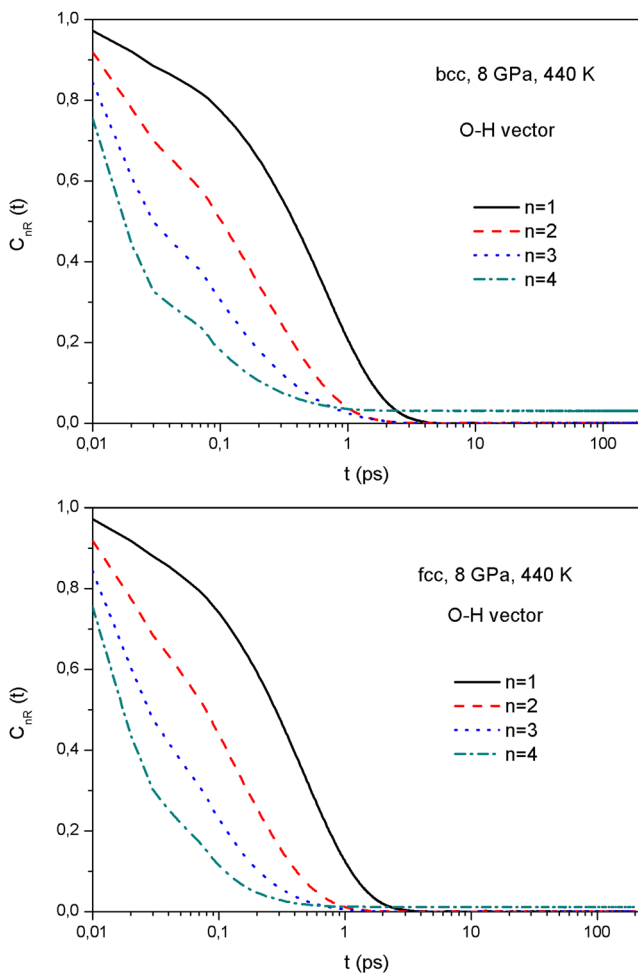 1,0
0,8
0,6
0,4
0,2
0,0
C nR (t)
bcc, 8 GPa, 440 K
O-H vector
n=1
n=2
n=3
n=4
0,01
0,1
1
10
100
t (ps)
1,0
0,8
0,6
0,4
0,2
0,0
C nR (t)
fcc, 8 GPa, 440 K
O-H vector
n=1
n=2
n=3
n=4
0,01
0,1
1
10
100
t (ps)